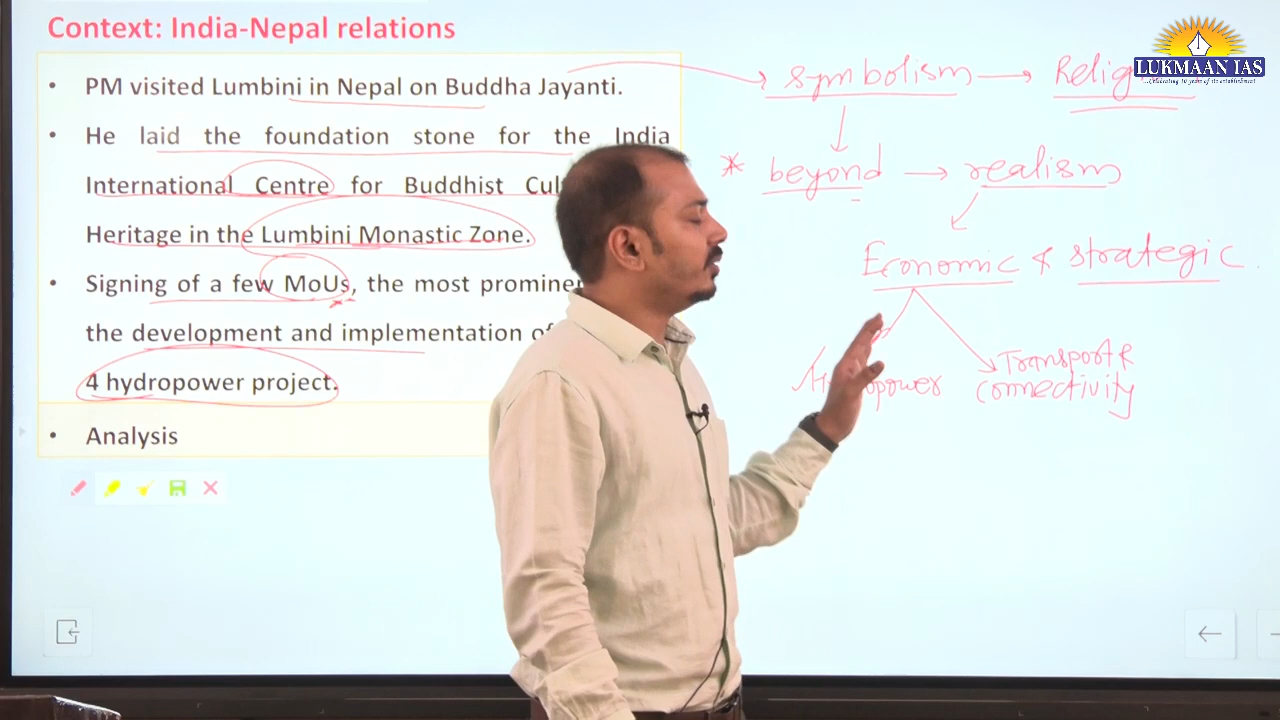 Context: India-Nepal relations
• PM visited Lumbini in Nepal on Buddha Jayanti.
• He laid the foundation stone for the India
International Centre for Buddhist
Heritage in the Lumbini Monastic Zone.
• Signing of a few MoUs, the most
the development and implementation
4 hydropower project.
• Analysis
symbolism → 
* beyond → realism
Economic & strategic
Transport &
connectivity
LUKMAAN IAS